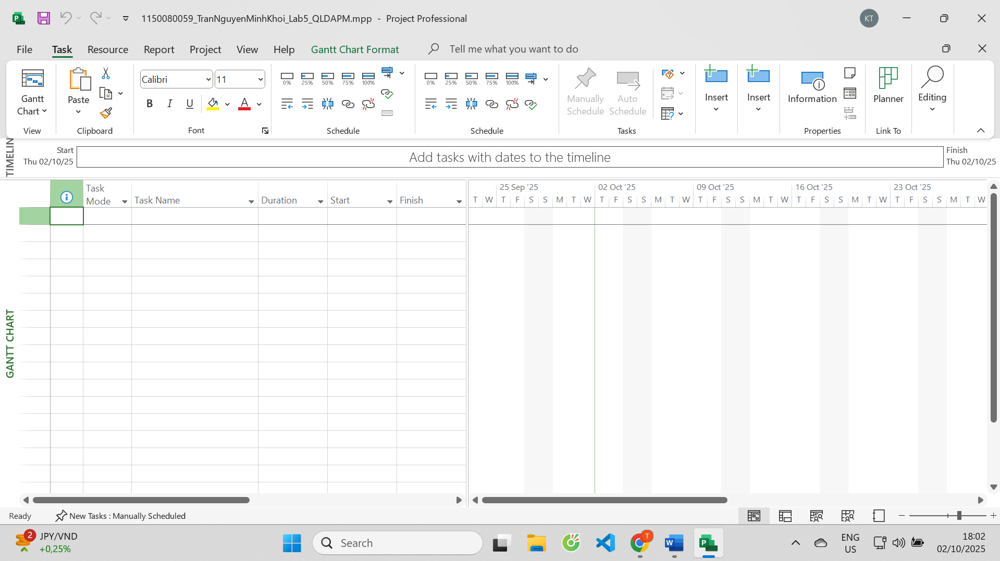 1150080059_TranNguyenMinhKhoi_Lab5_QLDAPM.mpp - Project Professional
KT
File Task Resource Report Project View Help Gantt Chart Format Tell me what you want to do
Gantt Chart
View
Paste
Clipboard
Calibri 11
B I U A
Font
0% 25% 50% 75% 100%
Schedule
0% 25% 50% 75% 100%
Schedule
Manually Schedule
Auto Schedule
Tasks
Insert
Insert
Information
Properties
Planner
Link To
Editing
TIMELIN
Start
Thu 02/10/25
Add tasks with dates to the timeline
Finish
Thu 02/10/25
Task Mode Task Name Duration Start Finish
25 Sep '25 02 Oct '25 09 Oct '25 16 Oct '25 23 Oct '25
T W T F S S M T W T F S S M T W T F S S M T W T F S S M T W T F S S M T W
GANTT CHART
Ready New Tasks : Manually Scheduled
2 JPY/VND
+0,25%
Search
T
W
P
ENG
US
18:02
02/10/2025